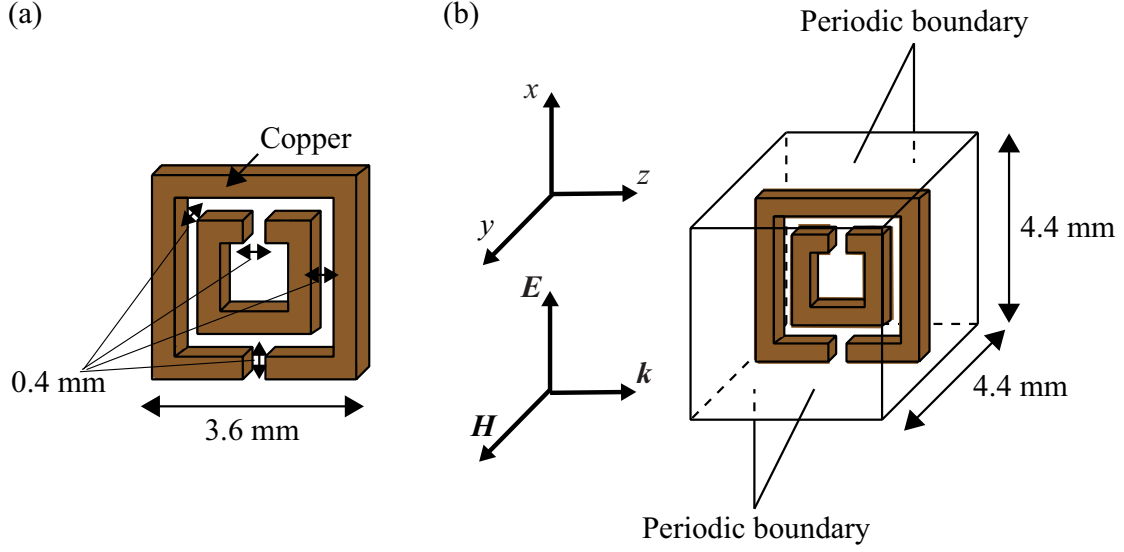 (a)
Copper
0.4 mm
3.6 mm
(b)
Periodic boundary
x
z
y
E
k
H
4.4 mm
4.4 mm
Periodic boundary